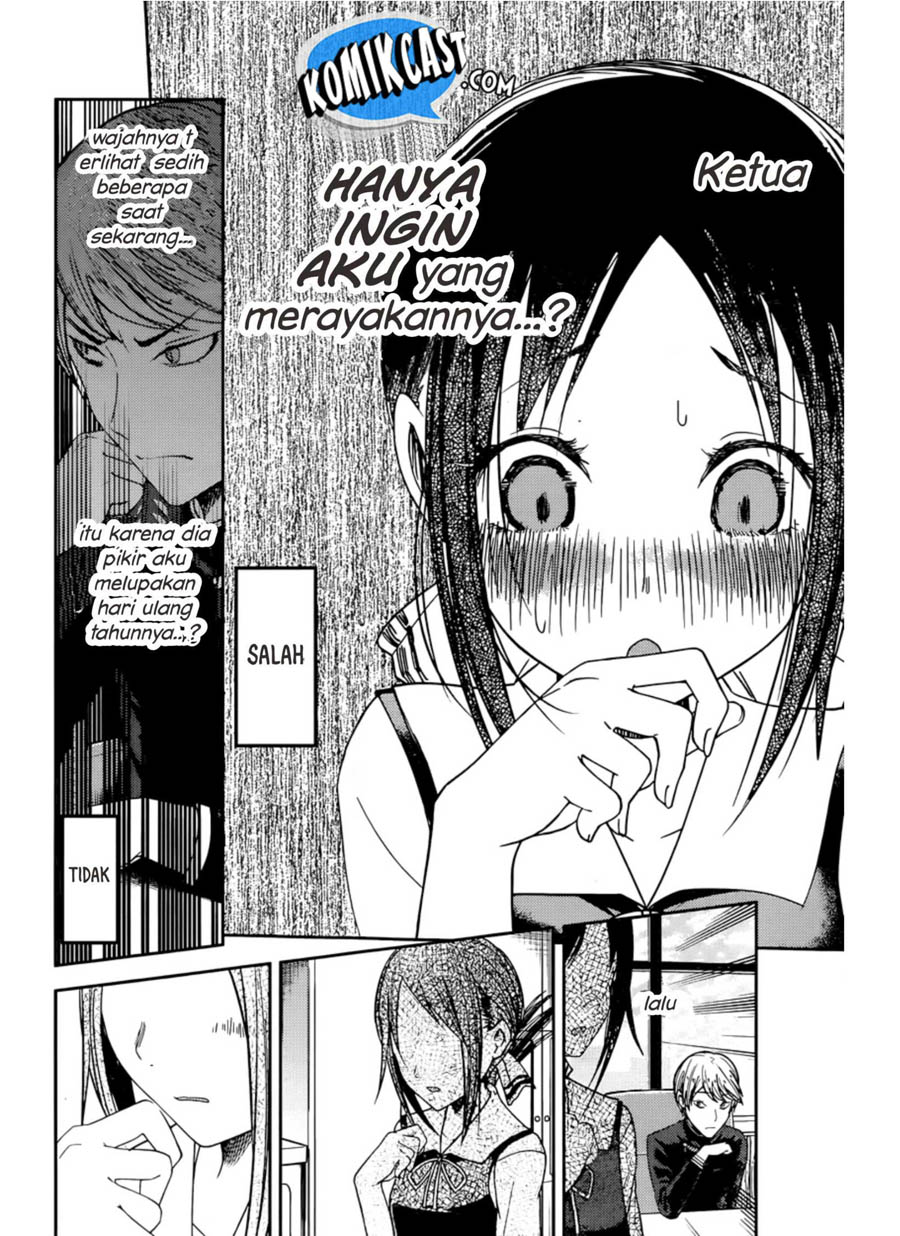 KOMIKCAST
.COM
Ketua
HANYA
INGIN
AKU yang
merayakannya...?
wajahnya t
erlihat sedih
beberapa
saat
sekarang...
itu karena dia
pikir aku
melupakan
hari ulang
tahunnya...?
SALAH
TIDAK
lalu